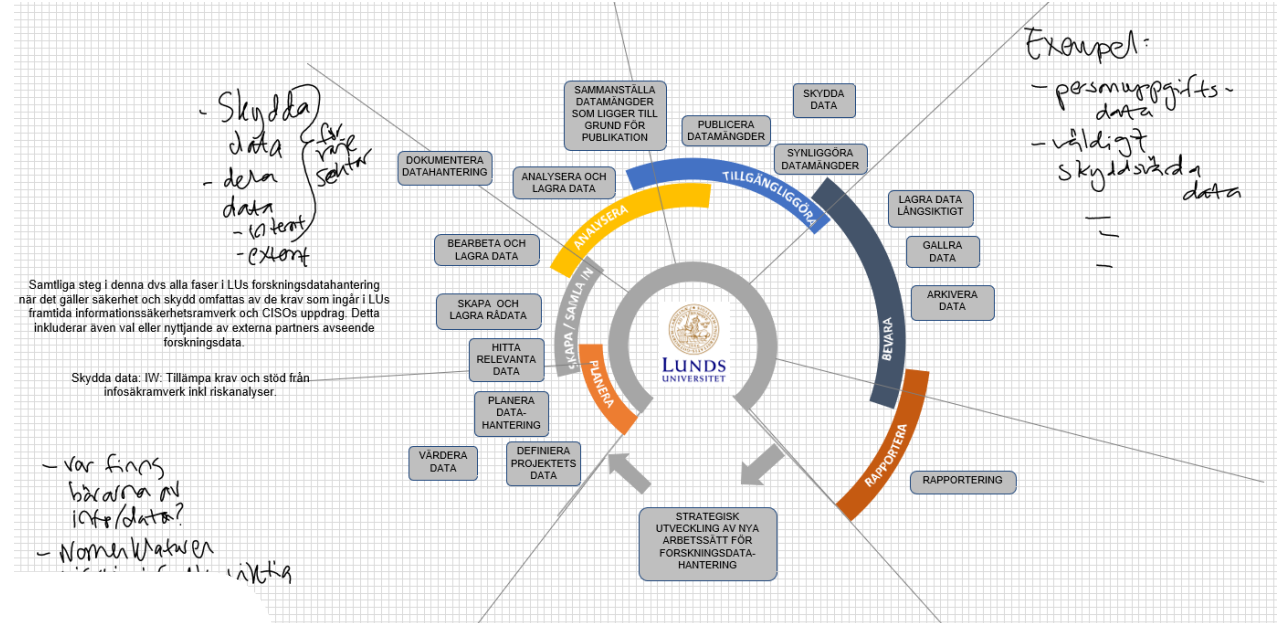 - Skydda
data
- dela
data
- internt
- externt
för
varje
sektor
Exempel:
- personuppgifts-
data
- väldigt
skyddsvärda
data
Samtliga steg i denna dvs alla faser i LUs forskningsdatahantering
när det gäller säkerhet och skydd omfattas av de krav som ingår i LUs
framtida informationssäkerhetsramverk och CISOs uppdrag. Detta
inkluderar även val eller nyttjande av externa partners avseende
forskningsdata.
Skydda data: IW: Tillämpa krav och stöd från
infosäkramverk inkl riskanalyser.
- var finns
bärarna av
info/data?
- Nomenklaturen
viktig
SAMMANSTÄLLA
DATAMÄNGDER
SOM LIGGER TILL
GRUND FÖR
PUBLIKATION
PUBLICERA
DATAMÄNGDER
SKYDDA
DATA
SYNLIGGÖRA
DATAMÄNGDER
DOKUMENTERA
DATAHANTERING
ANALYSERA OCH
LAGRA DATA
BEARBETA OCH
LAGRA DATA
SKAPA OCH
LAGRA RÅDATA
HITTA
RELEVANTA
DATA
PLANERA
DATA-
HANTERING
VÄRDERA
DATA
DEFINIERA
PROJEKTETS
DATA
LAGRA DATA
LÅNGSIKTIGT
GALLRA
DATA
ARKIVERA
DATA
RAPPORTERING
PLANERA
SKAPA / SAMLA IN
ANALYSERA
TILLGÄNGLIGGÖRA
BEVARA
RAPPORTERA
LUNDS
UNIVERSITET
STRATEGISK
UTVECKLING AV NYA
ARBETSSÄTT FÖR
FORSKNINGSDATA-
HANTERING